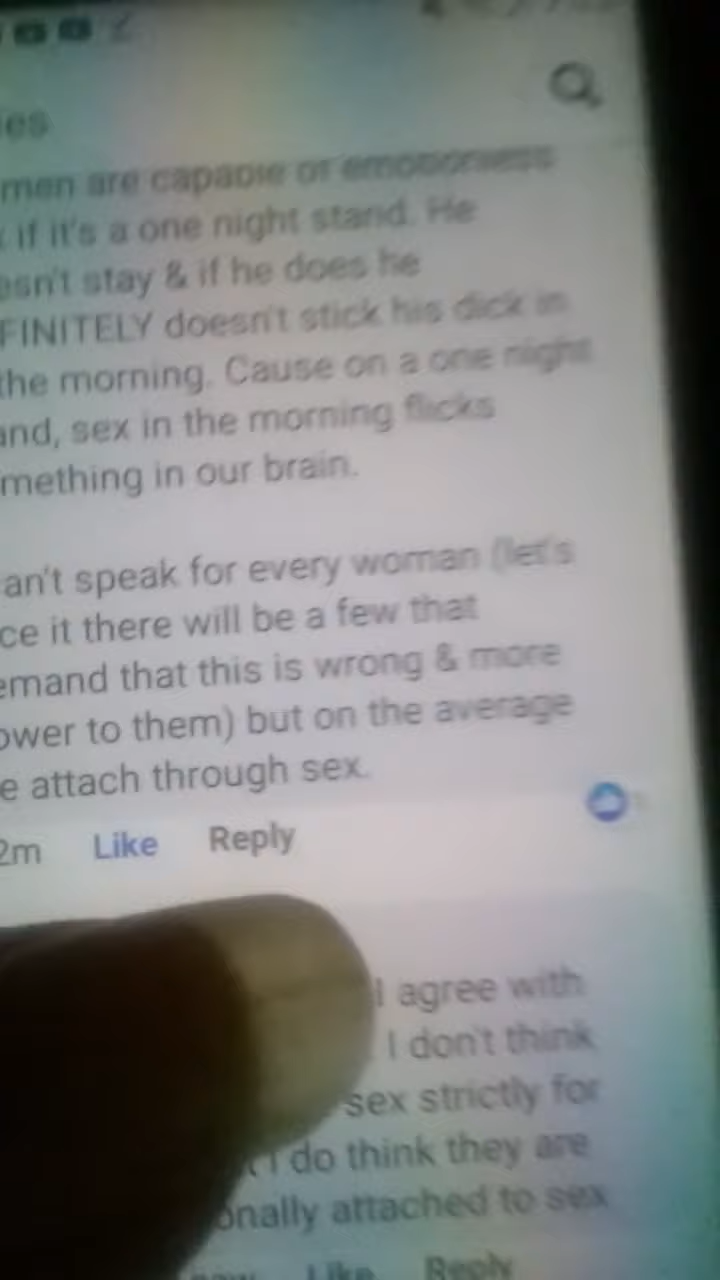 es
men are capable of emotionless
if it's a one night stand. He
esn't stay & if he does he
FINITELY doesn't stick his dick in
the morning. Cause on a one night
and, sex in the morning flicks
mething in our brain.
an't speak for every woman (let's
ce it there will be a few that
emand that this is wrong & more
ower to them) but on the average
e attach through sex.
2m Like Reply
I agree with
I don't think
sex strictly for
I do think they are
onally attached to sex
Like Reply